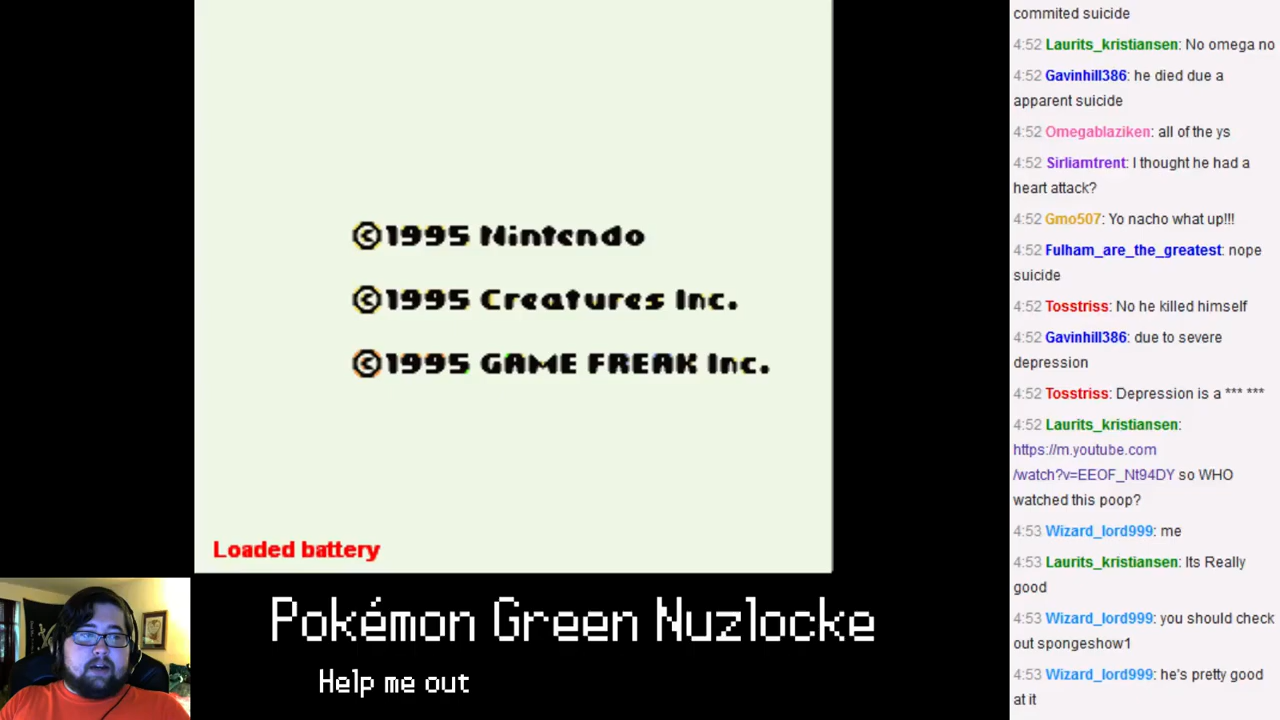 ©1995 Nintendo
©1995 Creatures Inc.
©1995 GAME FREAK Inc.
Loaded battery
Pokémon Green Nuzlocke
Help me out
commited suicide
4:52 Laurits_kristiansen: No omega no
4:52 Gavinhill386: he died due a
apparent suicide
4:52 Omegablaziken: all of the ys
4:52 Sirliamtrent: I thought he had a
heart attack?
4:52 Gmo507: Yo nacho what up!!!
4:52 Fulham_are_the_greatest: nope
suicide
4:52 Tosstriss: No he killed himself
4:52 Gavinhill386: due to severe
depression
4:52 Tosstriss: Depression is a *** ***
4:52 Laurits_kristiansen:
https://m.youtube.com
/watch?v=EEOF_Nt94DY so WHO
watched this poop?
4:53 Wizard_lord999: me
4:53 Laurits_kristiansen: Its Really
good
4:53 Wizard_lord999: you should check
out spongeshow1
4:53 Wizard_lord999: he's pretty good
at it